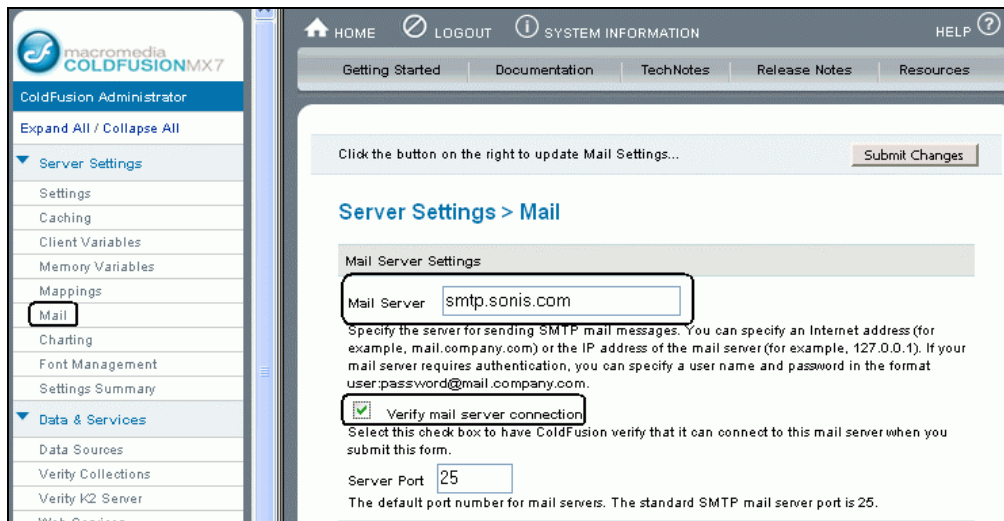 macromedia
COLDFUSIONMX7
ColdFusion Administrator
Expand All / Collapse All
Server Settings
Settings
Caching
Client Variables
Memory Variables
Mappings
Mail
Charting
Font Management
Settings Summary
Data & Services
Data Sources
Verity Collections
Verity K2 Server
Web Services
HOME LOGOUT SYSTEM INFORMATION HELP
Getting Started Documentation TechNotes Release Notes Resources
Click the button on the right to update Mail Settings... Submit Changes
Server Settings > Mail
Mail Server Settings
Mail Server smtp.sonis.com
Specify the server for sending SMTP mail messages. You can specify an Internet address (for
example, mail.company.com) or the IP address of the mail server (for example, 127.0.0.1). If your
mail server requires authentication, you can specify a user name and password in the format
user:password@mail.company.com.
Verify mail server connection
Select this check box to have ColdFusion verify that it can connect to this mail server when you
submit this form.
Server Port 25
The default port number for mail servers. The standard SMTP mail server port is 25.